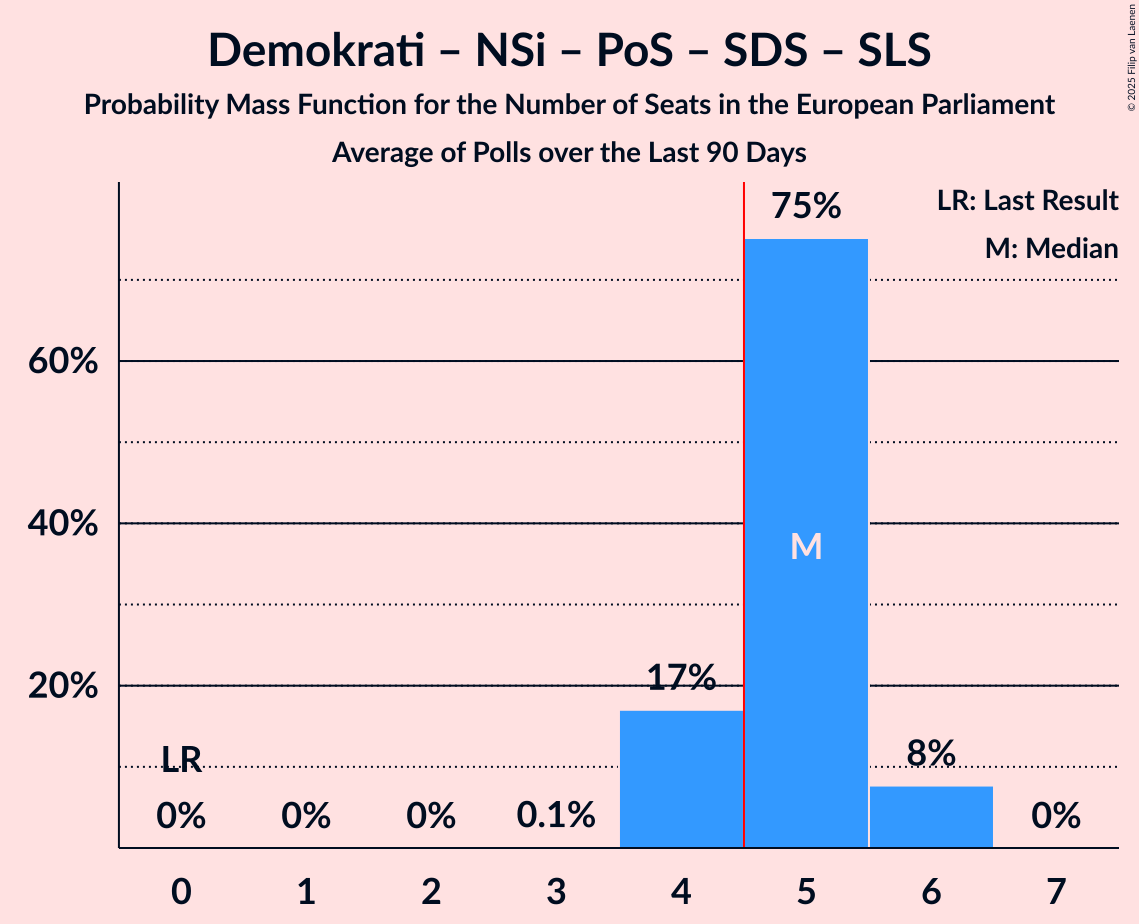 Demokrati – NSi – PoS – SDS – SLS
Probability Mass Function for the Number of Seats in the European Parliament
Average of Polls over the Last 90 Days
© 2025 Filip van Laenen
LR: Last Result
M: Median
75%
60%
40%
M
20%
17%
LR
8%
0%
0%
0%
0.1%
0%
0 1 2 3 4 5 6 7